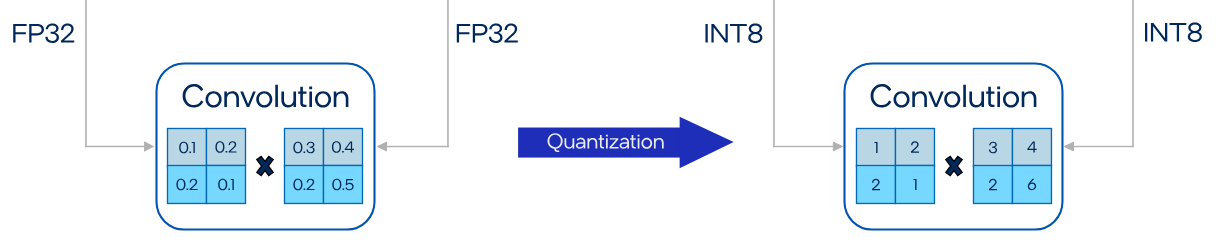 FP32
FP32
INT8
INT8
Convolution
Quantization
Convolution
0.1 0.2
0.3 0.4
0.2 0.1
0.2 0.5
1 2
3 4
2 1
2 6